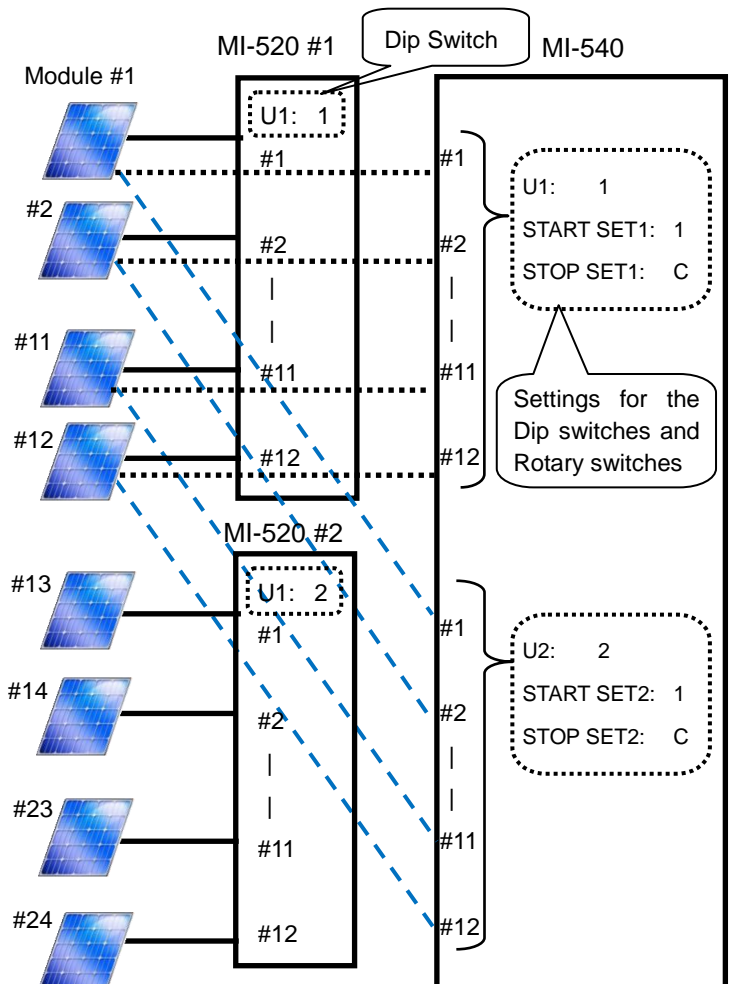 MI-520 #1
Dip Switch
MI-540
Module #1
U1: 1
#1
#1
#2
#2
#2
|
|
|
|
#11
#11
#11
#12
#12
#12
U1: 1
START SET1: 1
STOP SET1: C
Settings for the
Dip switches and
Rotary switches
MI-520 #2
#13
U1: 2
#1
#1
#14
#2
#2
|
|
|
|
#23
#11
#11
#24
#12
#12
U2: 2
START SET2: 1
STOP SET2: C